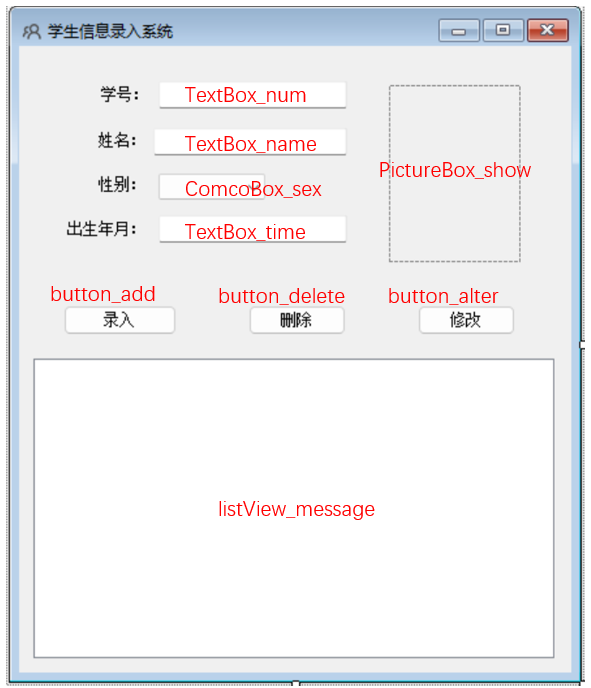 学生信息录入系统
学号： TextBox_num
姓名： TextBox_name
PictureBox_show
性别： ComcoBox_sex
出生年月： TextBox_time
button_add button_delete button_alter
录入 删除 修改
listView_message